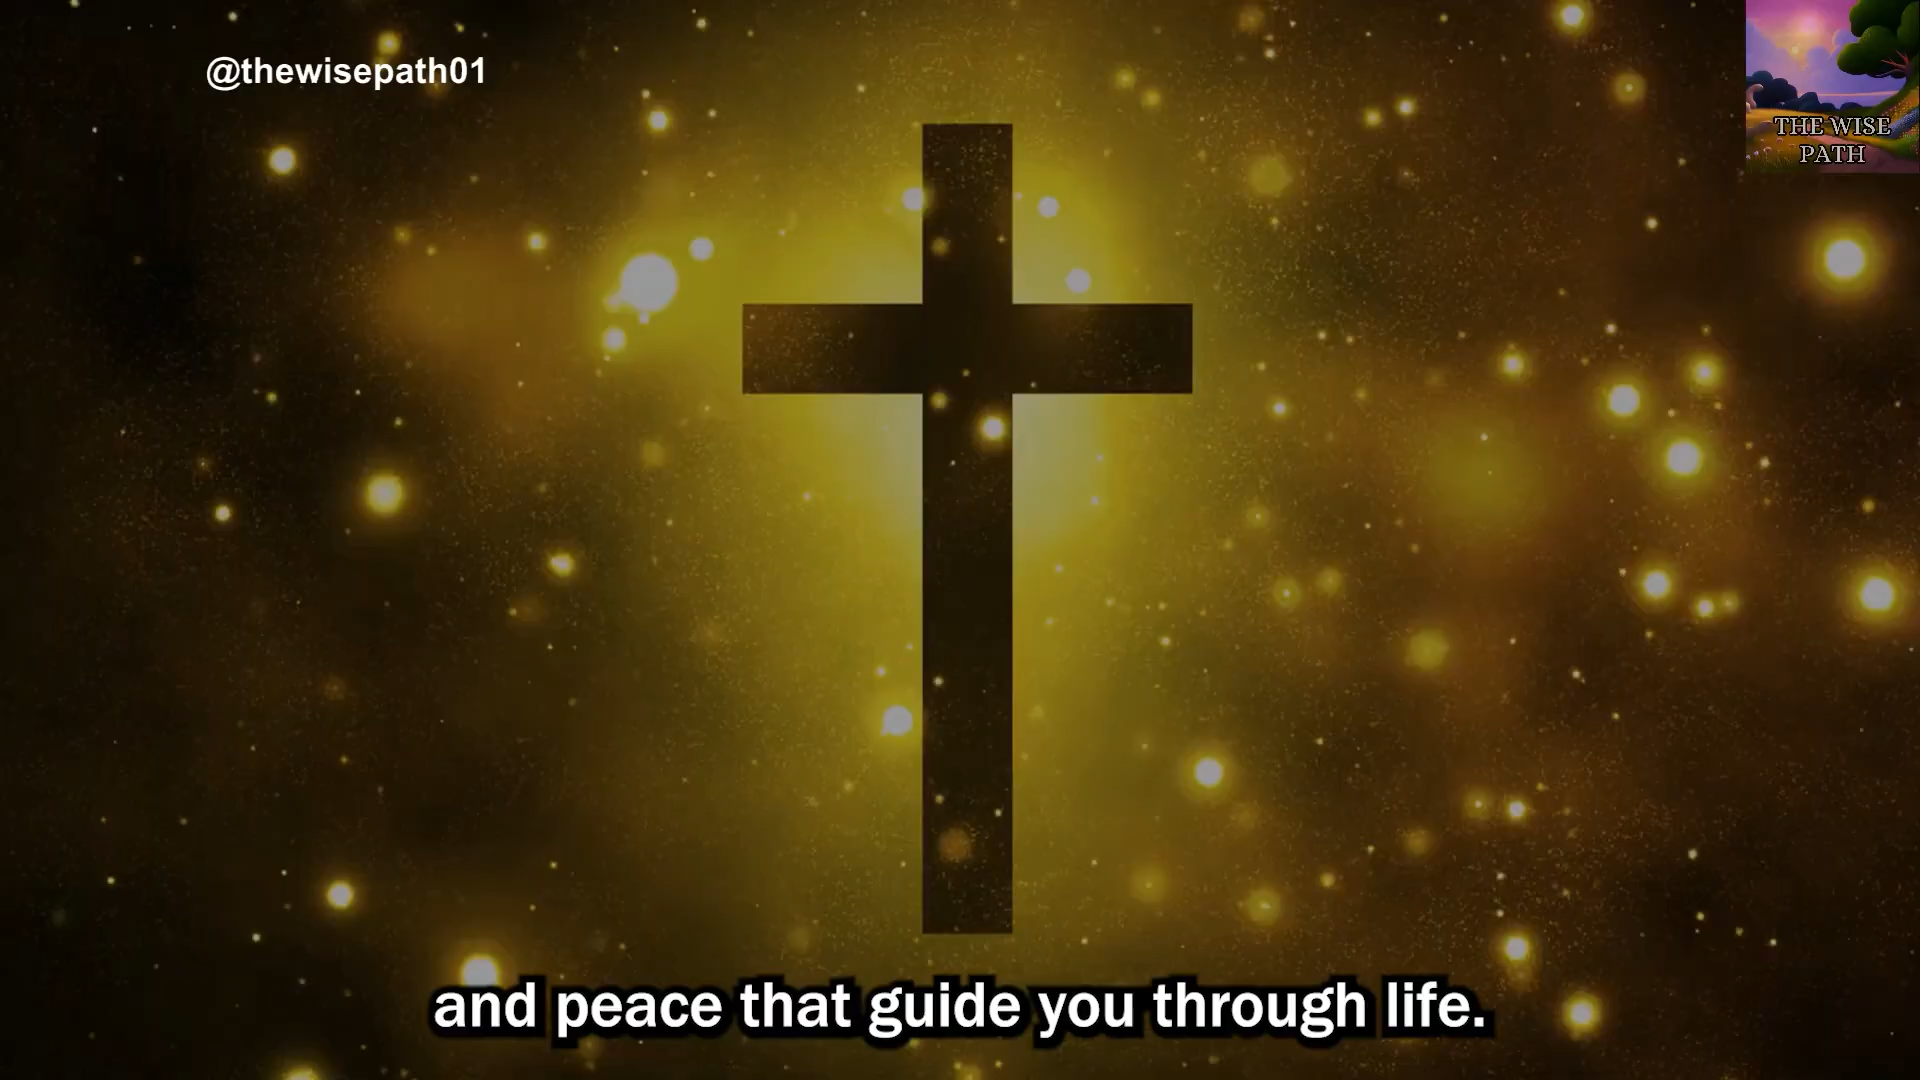 @thewisepath01
THE WISE
PATH
and peace that guide you through life.